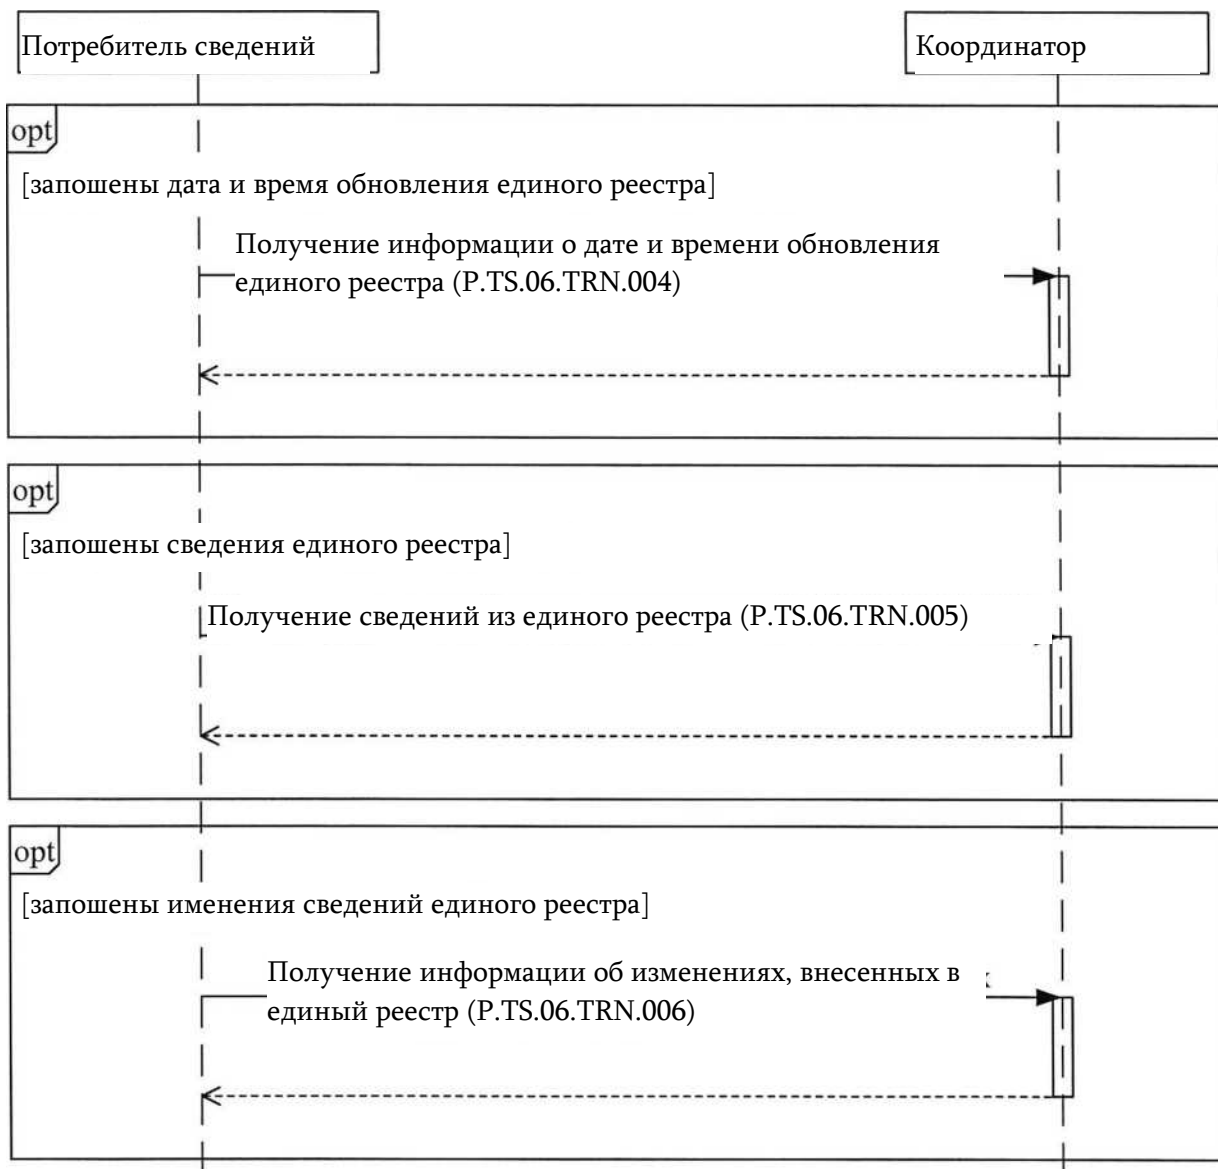 Потребитель сведений
Координатор
opt
[запошены дата и время обновления единого реестра]
Получение информации о дате и времени обновления
единого реестра (P.TS.06.TRN.004)
opt
[запошены сведения единого реестра]
Получение сведений из единого реестра (P.TS.06.TRN.005)
opt
[запошены именения сведений единого реестра]
Получение информации об изменениях, внесенных в
единый реестр (P.TS.06.TRN.006)